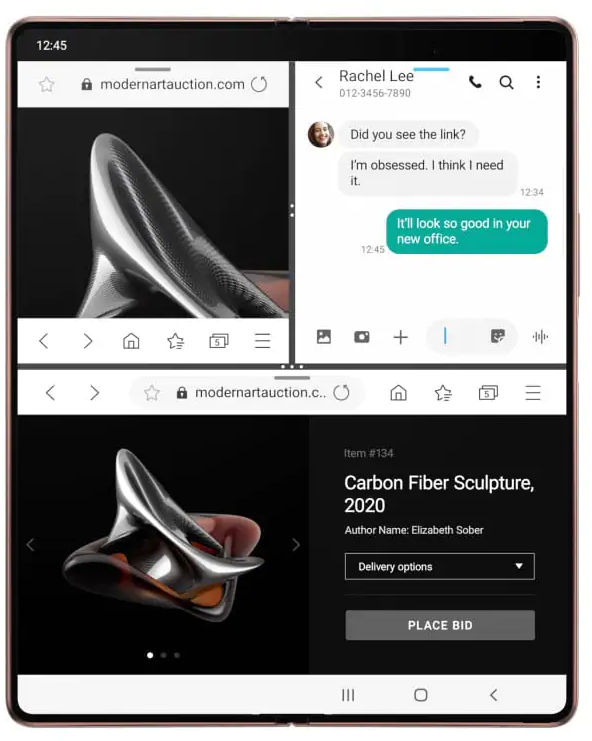 12:45
modernartauction.com
Rachel Lee
012-3456-7890
Did you see the link?
I'm obsessed. I think I need
it.
12:34
It'll look so good in your
new office.
12:45
5
modernartauction.c..
5
Item #134
Carbon Fiber Sculpture,
2020
Author Name: Elizabeth Sober
Delivery options
PLACE BID